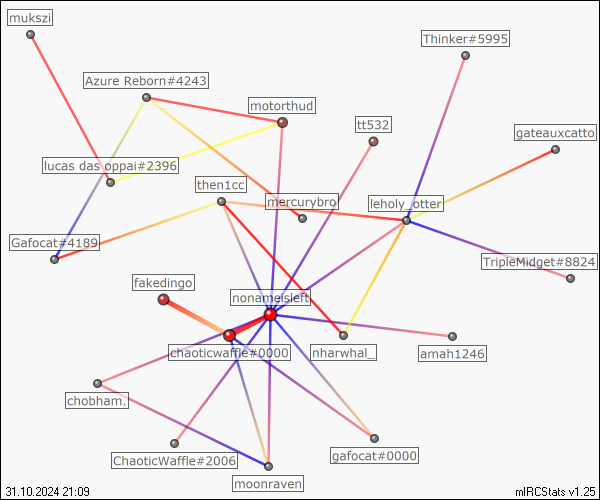 mukszi
Thinker#5995
Azure Reborn#4243
motorthud
tt532
gateauxcatto
lucas das oppai#2396
then1cc
mercurybro
leholy_otter
Gafocat#4189
TripleMidget#8824
fakedingo
nonameisleft
chaoticwaffle#0000
nharwhal_
amah1246
chobham.
ChaoticWaffle#2006
gafocat#0000
moonraven
31.10.2024 21:09
mIRCStats v1.25